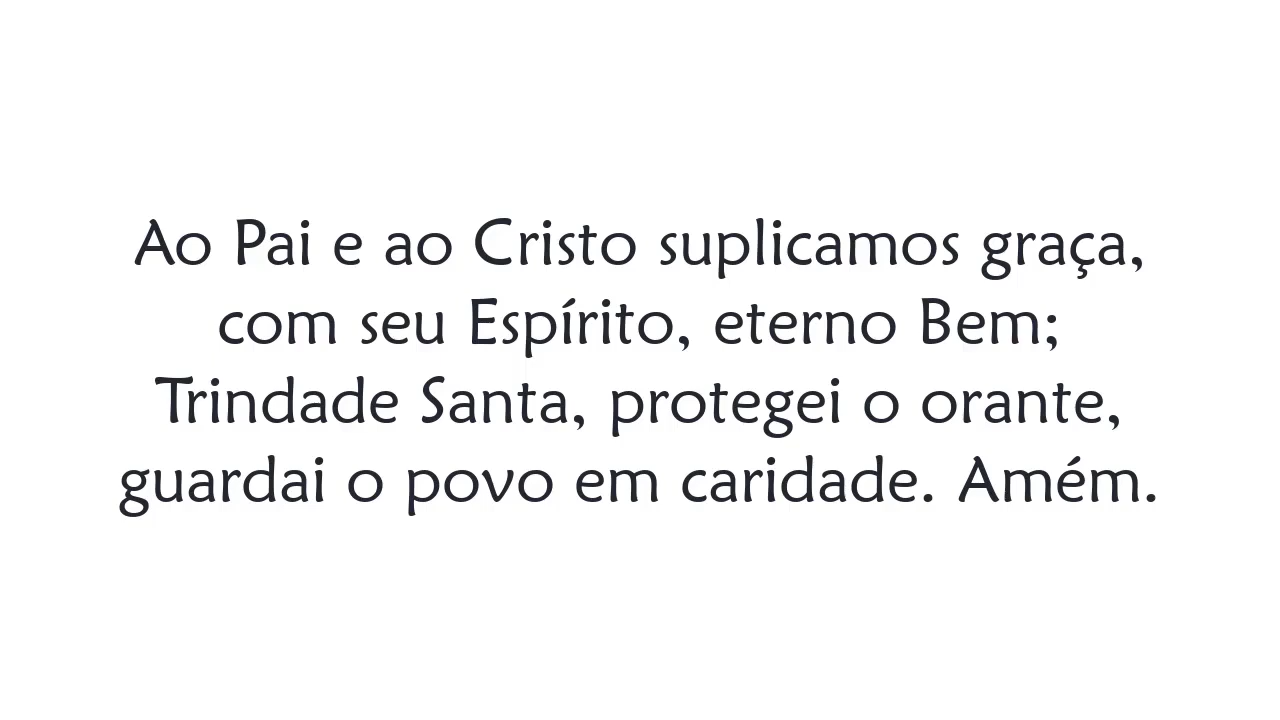 Ao Pai e ao Cristo suplicamos graça,
com seu Espírito, eterno Bem;
Trindade Santa, protegei o orante,
guardai o povo em caridade. Amém.